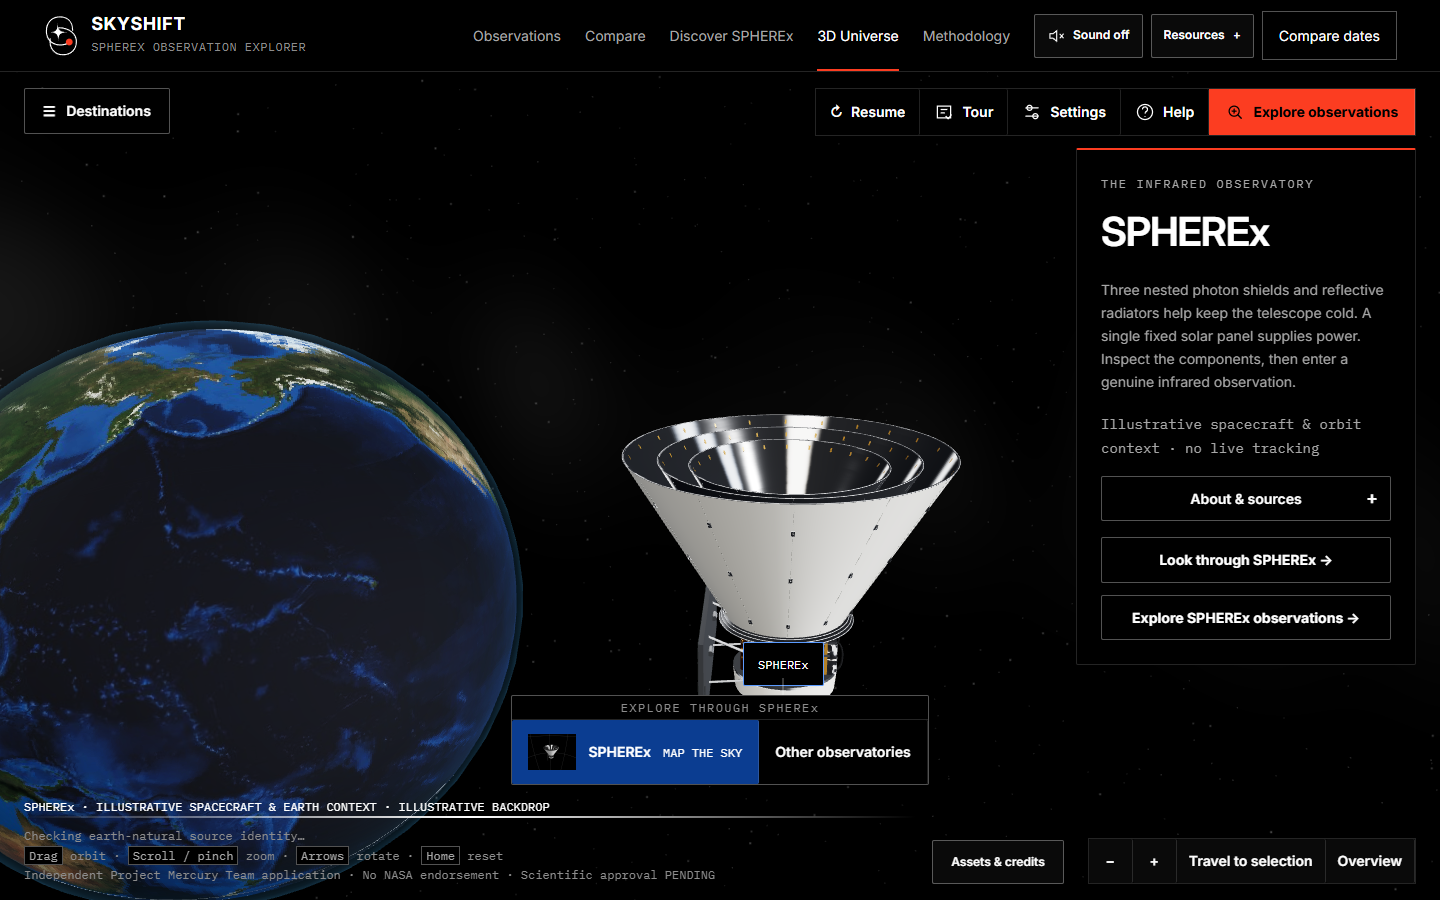 SKYSHIFT
SPHEREX OBSERVATION EXPLORER
Observations
Compare
Discover SPHEREx
3D Universe
Methodology
Sound off
Resources +
Compare dates
Destinations
Resume
Tour
Settings
Help
Explore observations
THE INFRARED OBSERVATORY
SPHEREx
Three nested photon shields and reflective
radiators help keep the telescope cold. A
single fixed solar panel supplies power.
Inspect the components, then enter a
genuine infrared observation.
Illustrative spacecraft & orbit
context · no live tracking
About & sources +
Look through SPHEREx →
Explore SPHEREx observations →
SPHEREx
EXPLORE THROUGH SPHEREx
SPHEREx MAP THE SKY
Other observatories
SPHEREx · ILLUSTRATIVE SPACECRAFT & EARTH CONTEXT · ILLUSTRATIVE BACKDROP
Checking earth-natural source identity…
Drag orbit · Scroll / pinch zoom · Arrows rotate · Home reset
Independent Project Mercury Team application · No NASA endorsement · Scientific approval PENDING
Assets & credits
− + Travel to selection Overview